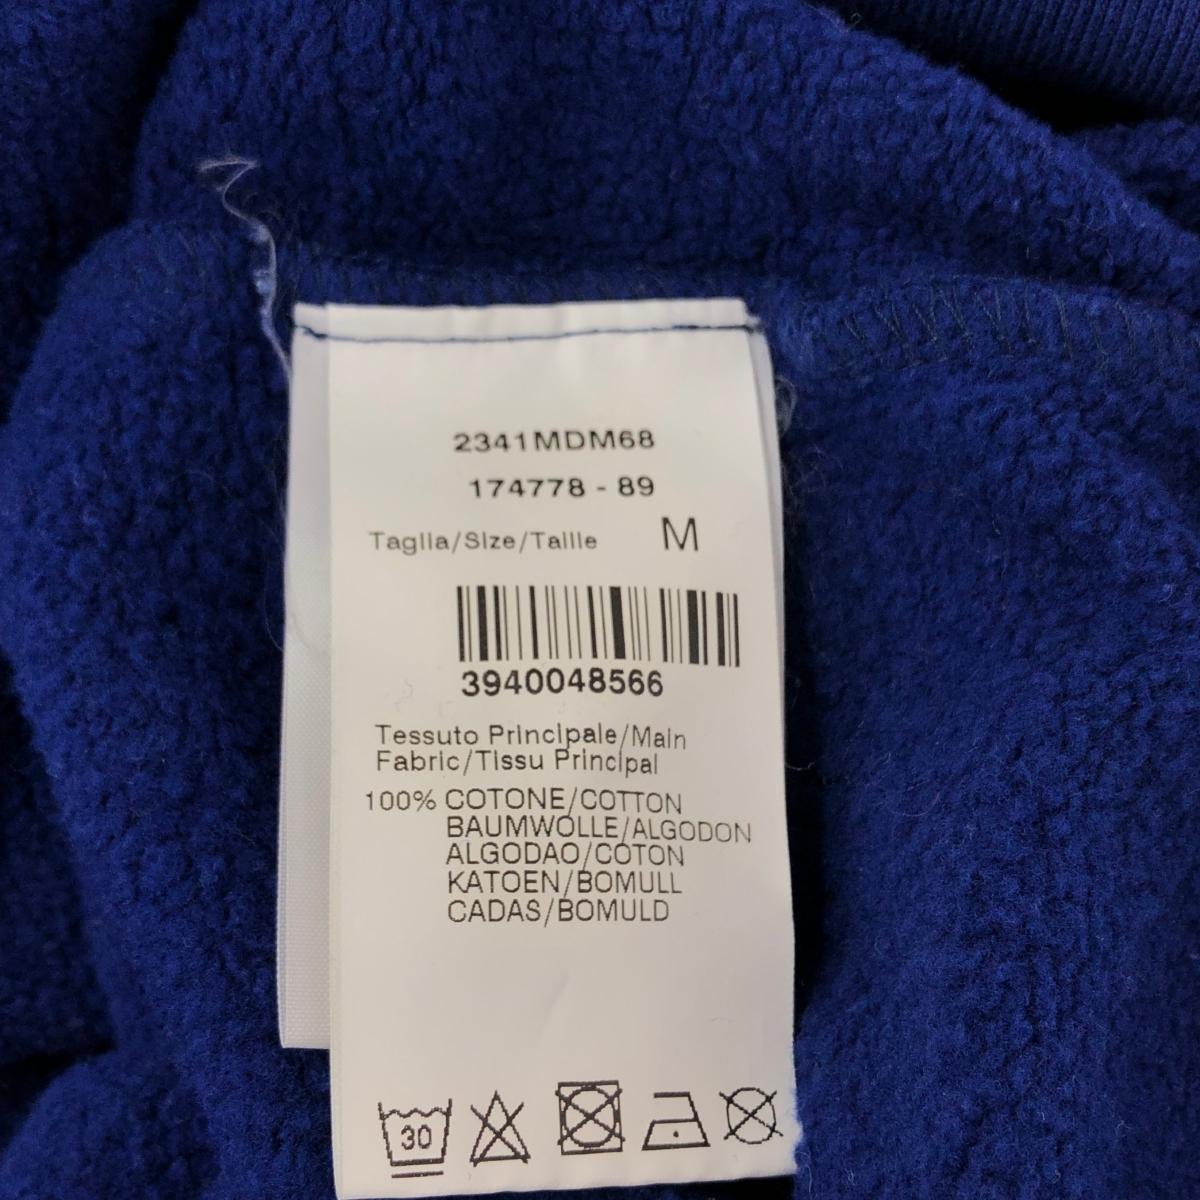 2341MDM68
174778 - 89
Taglia/Size/Taille M
3940048566
Tessuto Principale/Main
Fabric/Tissu Principal
100% COTONE/COTTON
BAUMWOLLE/ALGODON
ALGODAO/COTON
KATOEN/BOMULL
CADAS/BOMULD
30